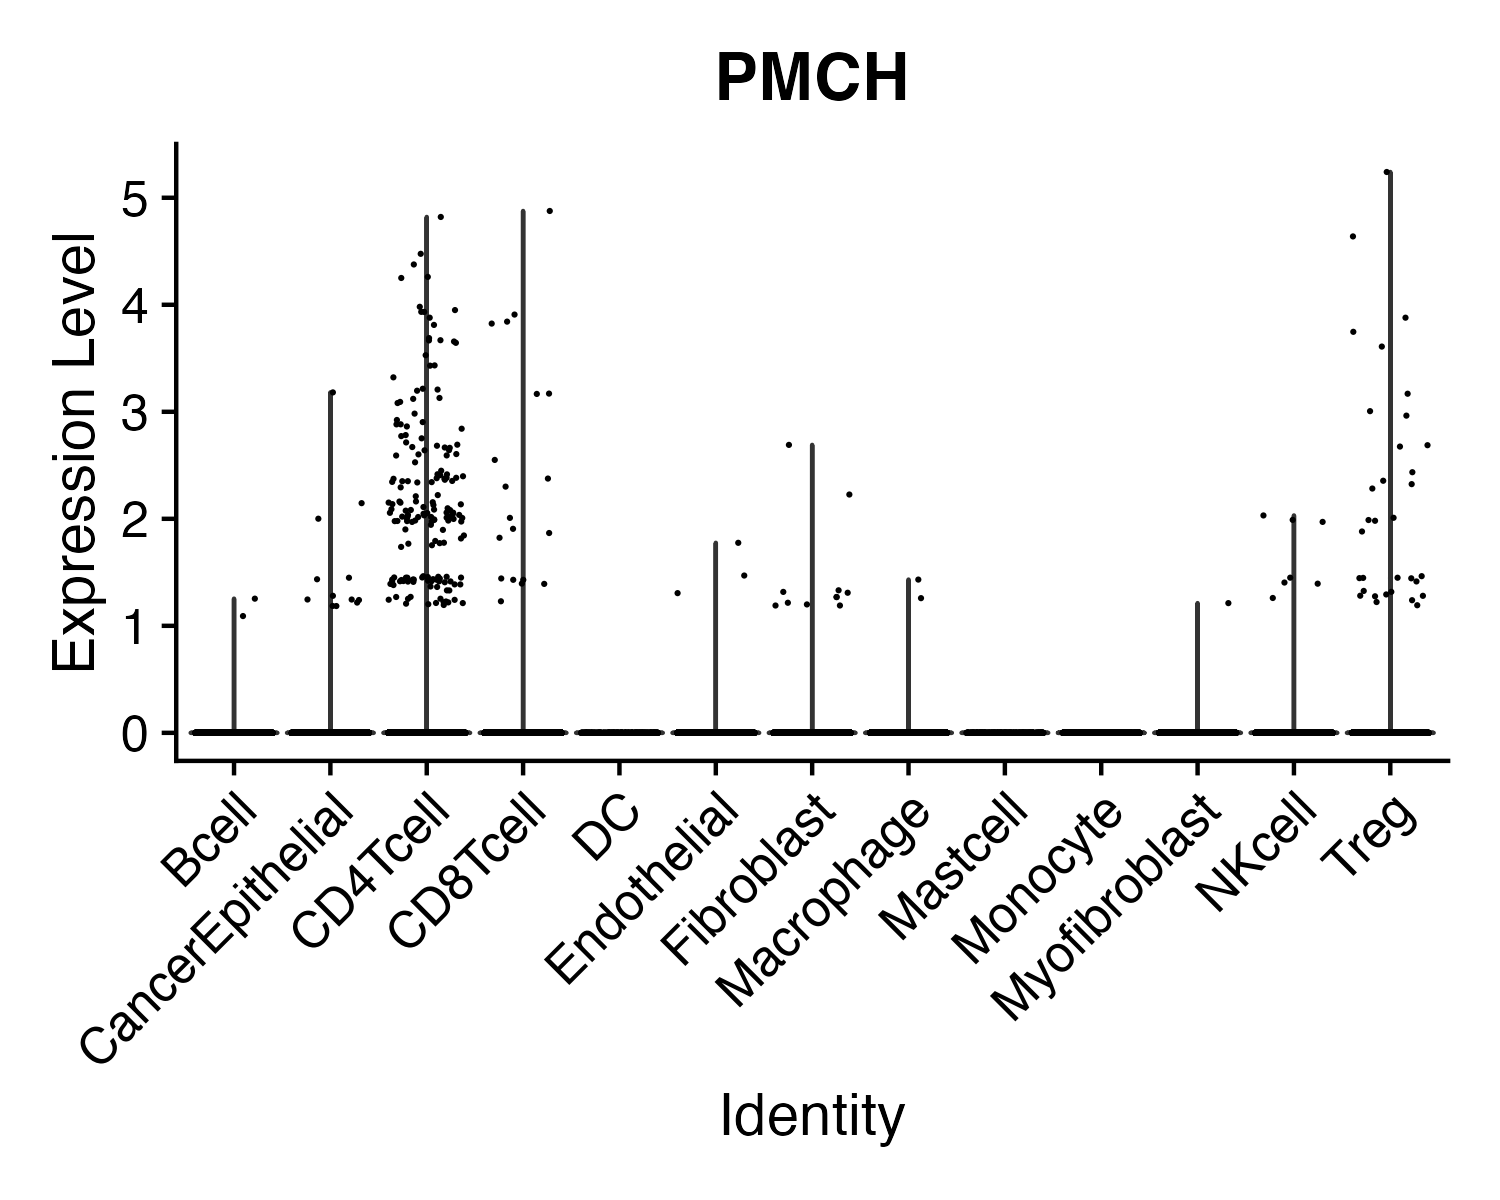 PMCH
Expression Level
5
4
3
2
1
0
Bcell
CancerEpithelial
CD4Tcell
CD8Tcell
DC
Endothelial
Fibroblast
Macrophage
Mastcell
Monocyte
Myofibroblast
NKcell
Treg
Identity